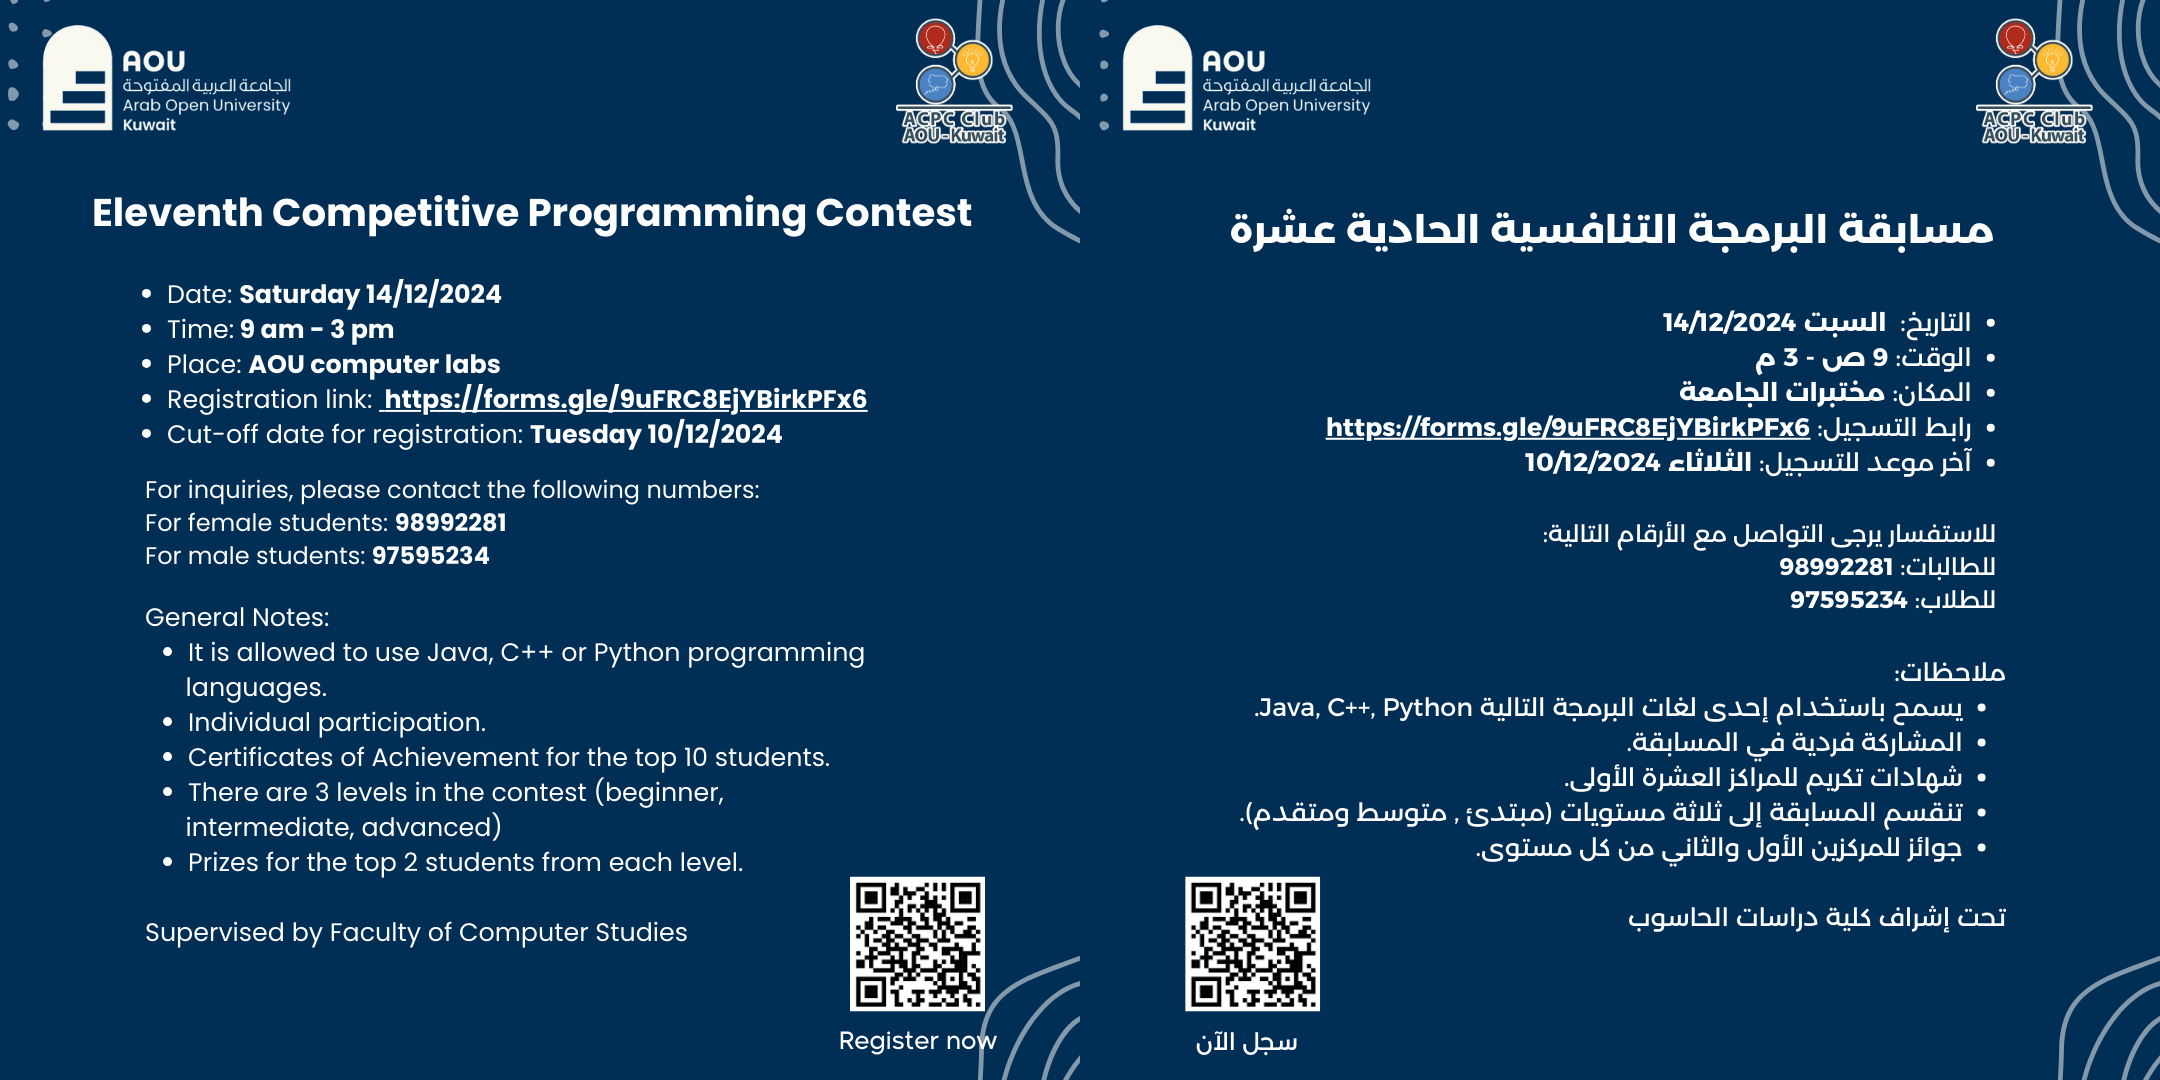 AOU
الجامعة العربية المفتوحة
Arab Open University
Kuwait
ACPC Club
AOU-Kuwait
Eleventh Competitive Programming Contest
• Date: Saturday 14/12/2024
• Time: 9 am - 3 pm
• Place: AOU computer labs
• Registration link: https://forms.gle/9uFRC8EjYBirkPFx6
• Cut-off date for registration: Tuesday 10/12/2024
For inquiries, please contact the following numbers:
For female students: 98992281
For male students: 97595234
General Notes:
• It is allowed to use Java, C++ or Python programming
languages.
• Individual participation.
• Certificates of Achievement for the top 10 students.
• There are 3 levels in the contest (beginner,
intermediate, advanced)
• Prizes for the top 2 students from each level.
Supervised by Faculty of Computer Studies
Register now
AOU
الجامعة العربية المفتوحة
Arab Open University
Kuwait
ACPC Club
AOU-Kuwait
مسابقة البرمجة التنافسية الحادية عشرة
• التاريخ: السبت 14/12/2024
• الوقت: 9 ص - 3 م
• المكان: مختبرات الجامعة
• رابط التسجيل: https://forms.gle/9uFRC8EjYBirkPFx6
• آخر موعد للتسجيل: الثلاثاء 10/12/2024
للاستفسار يرجى التواصل مع الأرقام التالية:
للطالبات: 98992281
للطلاب: 97595234
ملاحظات:
• يسمح باستخدام إحدى لغات البرمجة التالية Java, C++, Python.
• المشاركة فردية في المسابقة.
• شهادات تكريم للمراكز العشرة الأولى.
• تنقسم المسابقة إلى ثلاثة مستويات (مبتدئ , متوسط ومتقدم).
• جوائز للمركزين الأول والثاني من كل مستوى.
تحت إشراف كلية دراسات الحاسوب
سجل الآن